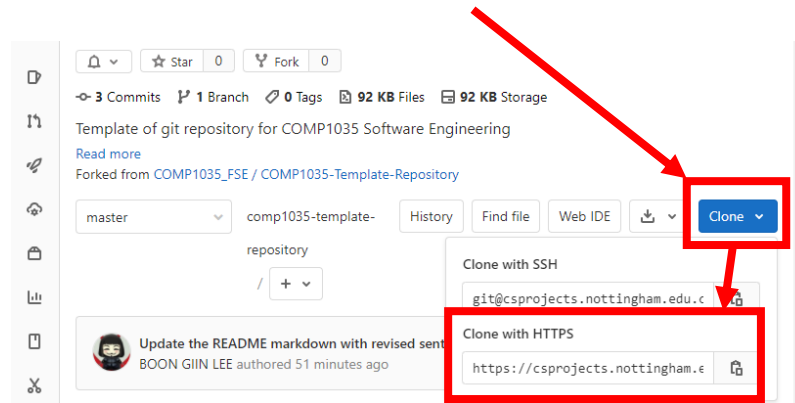 Star 0 Fork 0
3 Commits 1 Branch 0 Tags 92 KB Files 92 KB Storage
Template of git repository for COMP1035 Software Engineering
Read more
Forked from COMP1035_FSE / COMP1035-Template-Repository
master comp1035-template- History Find file Web IDE Clone
repository
/ +
Clone with SSH
git@csprojects.nottingham.edu.c
Update the README markdown with revised sent
BOON GIIN LEE authored 51 minutes ago
Clone with HTTPS
https://csprojects.nottingham.e